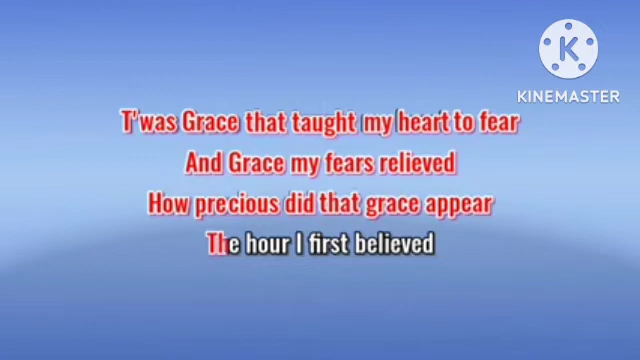 K
KINEMASTER
T'was Grace that taught my heart to fear
And Grace my fears relieved
How precious did that grace appear
The hour I first believed